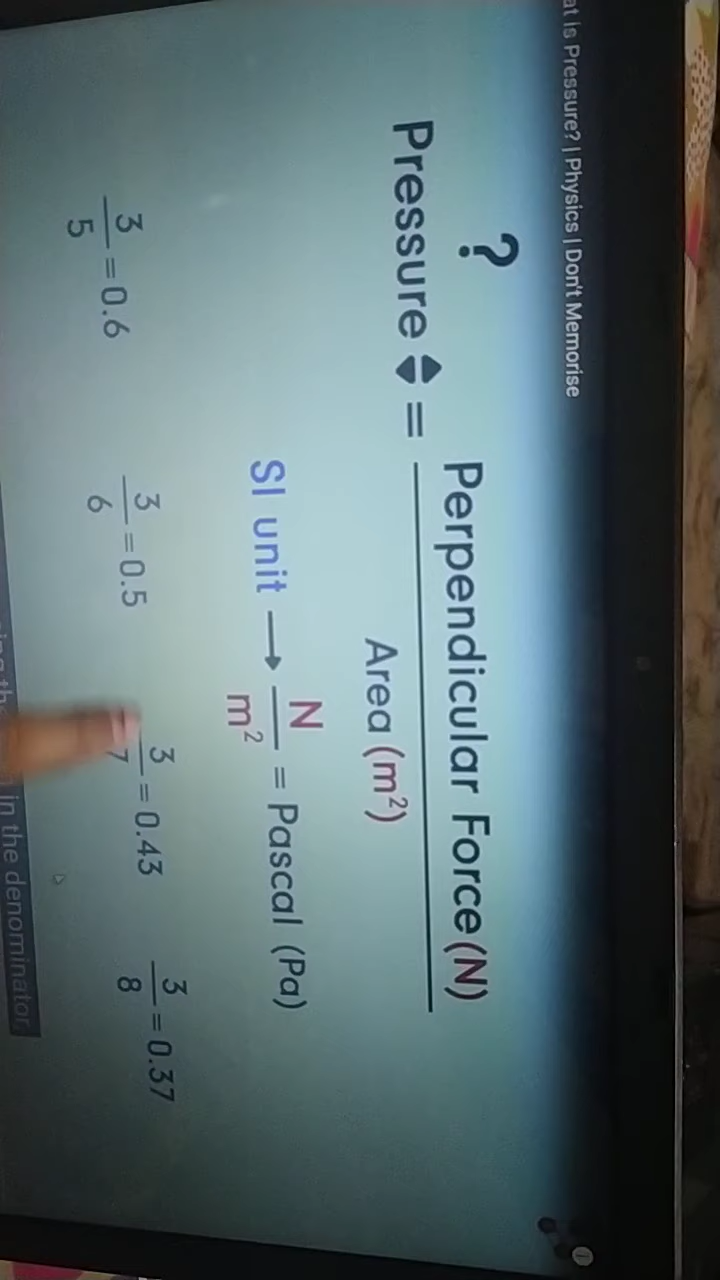 at is Pressure? | Physics | Don't Memorise
?
Pressure = Perpendicular Force (N)
Area (m²)
SI unit → N/m² = Pascal (Pa)
3/5 = 0.6 3/6 = 0.5 3/7 = 0.43 3/8 = 0.37
in the denominator.